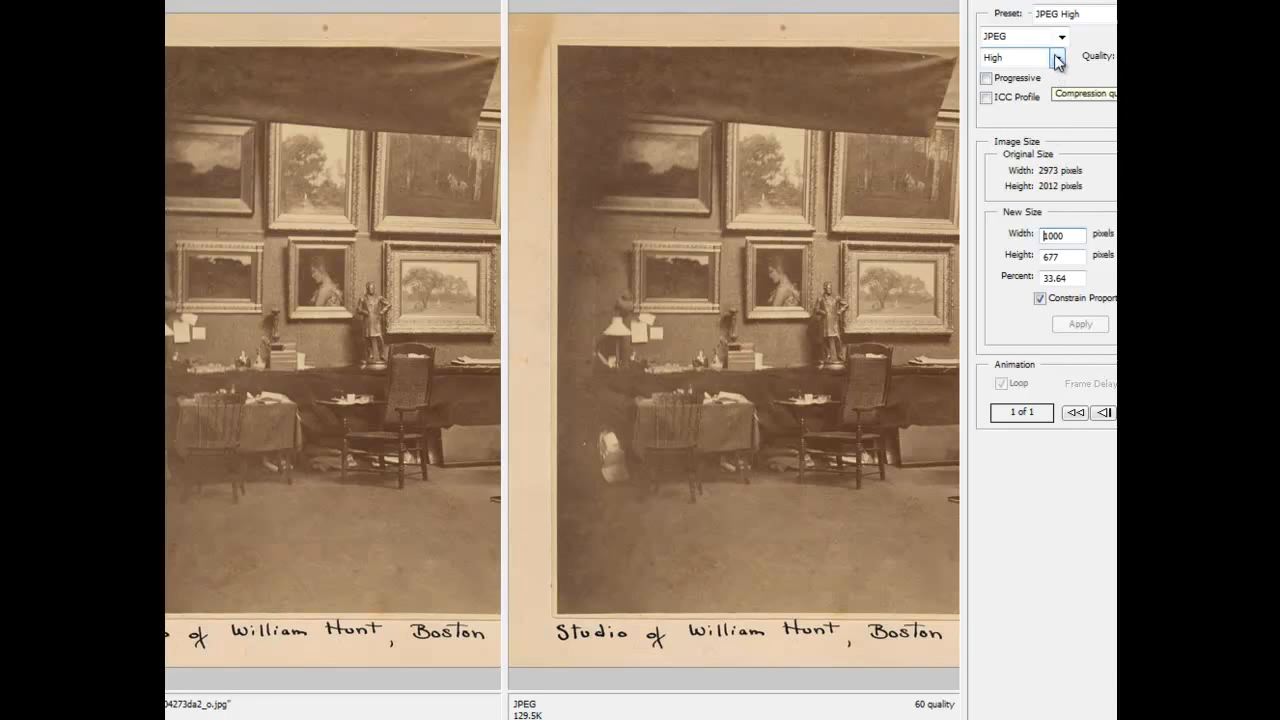 Preset: JPEG High
JPEG
High
Quality:
Progressive
ICC Profile
Compression
Image Size
Original Size
Width: 2973 pixels
Height: 2012 pixels
New Size
Width: 1000 pixels
Height: 677 pixels
Percent: 33.64
Constrain
Apply
Animation
Loop
Frame Delay
1 of 1
of William Hunt, Boston
Studio of William Hunt, Boston
04273da2_o.jpg"
JPEG
60 quality
129.5K